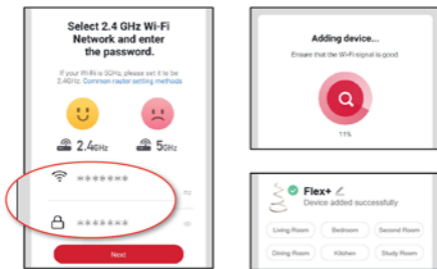 Select 2.4 GHz Wi-Fi
Network and enter
the password.
If your Wi-Fi is 5GHz, please set it to be
2.4GHz. Common router setting methods
2.4GHz
5GHz
*******
*******
Next
Adding device...
Ensure that the Wi-Fi signal is good.
11%
Flex+
Device added successfully
Living Room
Bedroom
Second Room
Dining Room
Kitchen
Study Room